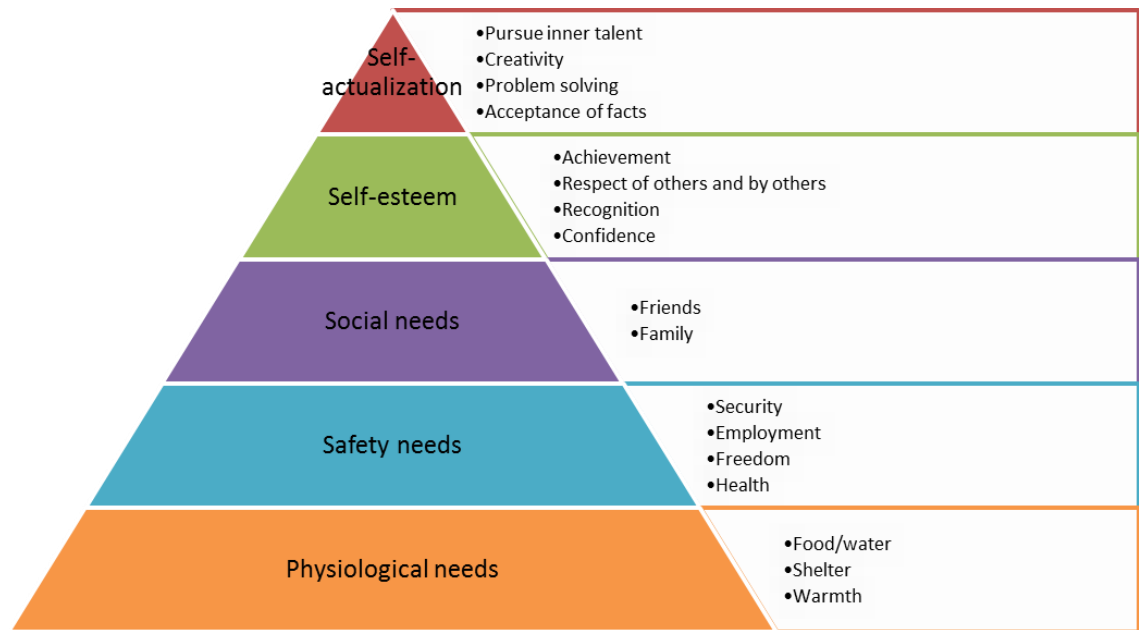 Self-
actualization
•Pursue inner talent
•Creativity
•Problem solving
•Acceptance of facts
Self-esteem
•Achievement
•Respect of others and by others
•Recognition
•Confidence
Social needs
•Friends
•Family
Safety needs
•Security
•Employment
•Freedom
•Health
Physiological needs
•Food/water
•Shelter
•Warmth